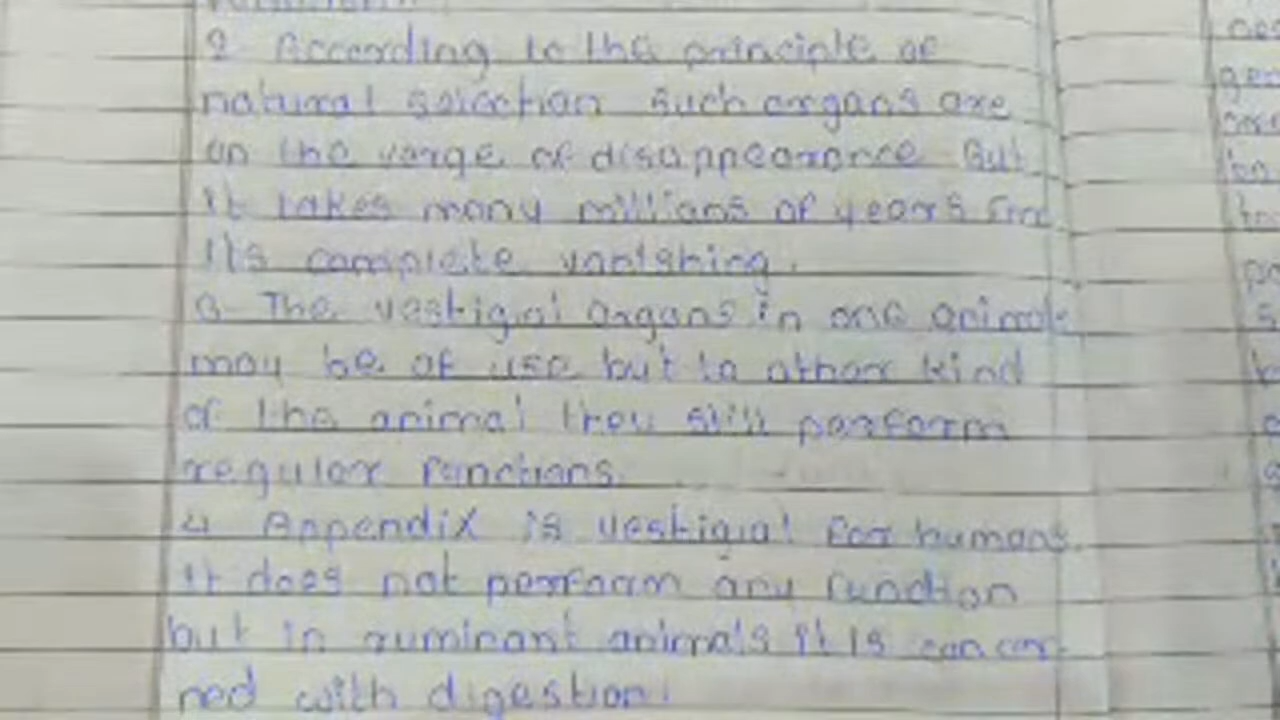 2 According to the principle of
natural selection such organs are
on the verge of disappearance But
it takes many millions of years for
its complete vanishing.
3 The vestigial organs in one animals
may be of use but to other kind
of the animal they still perform
regular functions.
4 Appendix is vestigial for humans.
It does not perform any function
but in ruminant animals it is concer-
ned with digestion.